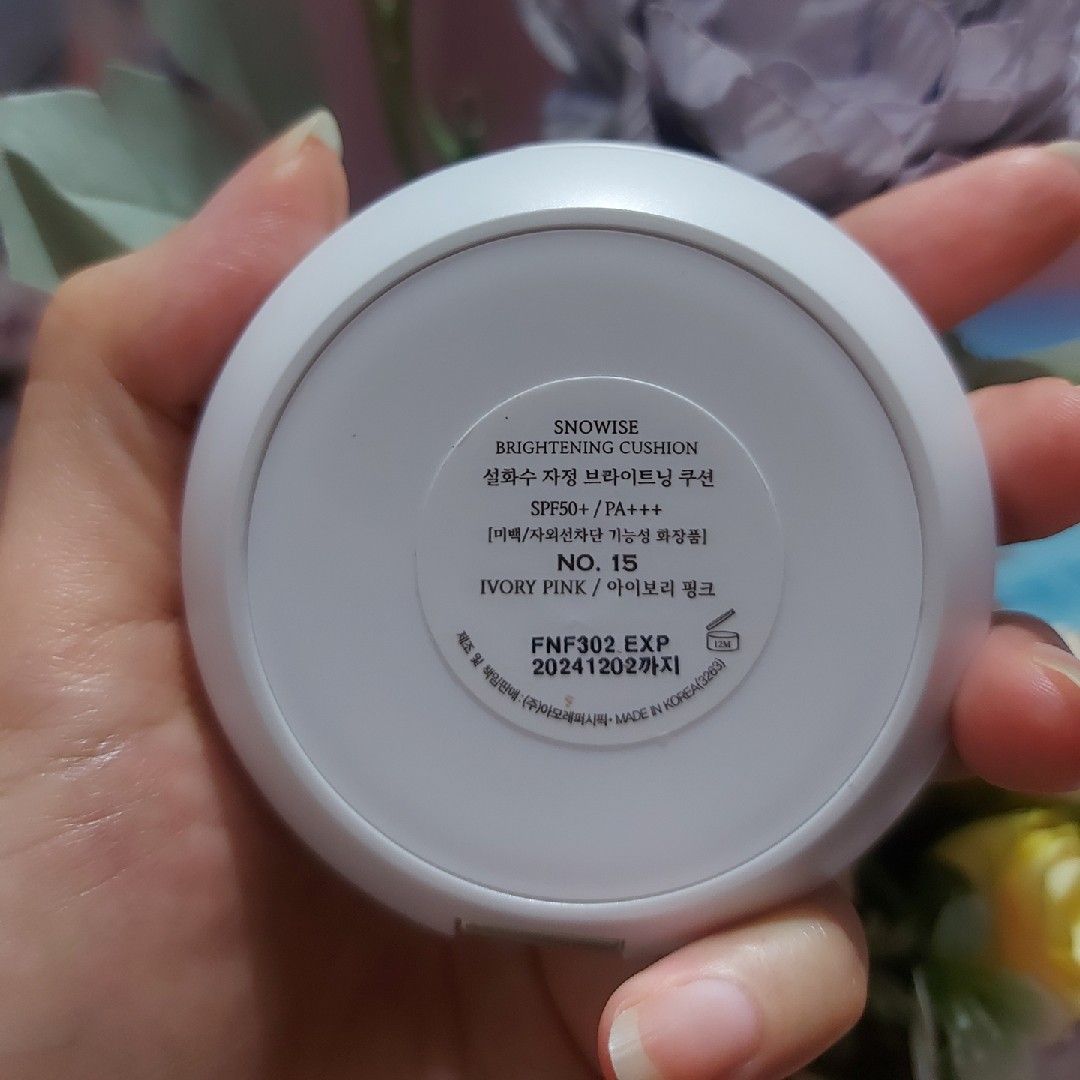 SNOWISE
BRIGHTENING CUSHION
설화수 자정 브라이트닝 쿠션
SPF50+ / PA+++
[미백/자외선차단 기능성 화장품]
NO. 15
IVORY PINK / 아이보리 핑크
12M
FNF302 EXP
20241202까지
제조 및 책임판매 : (주)아모레퍼시픽 • MADE IN KOREA(3263)